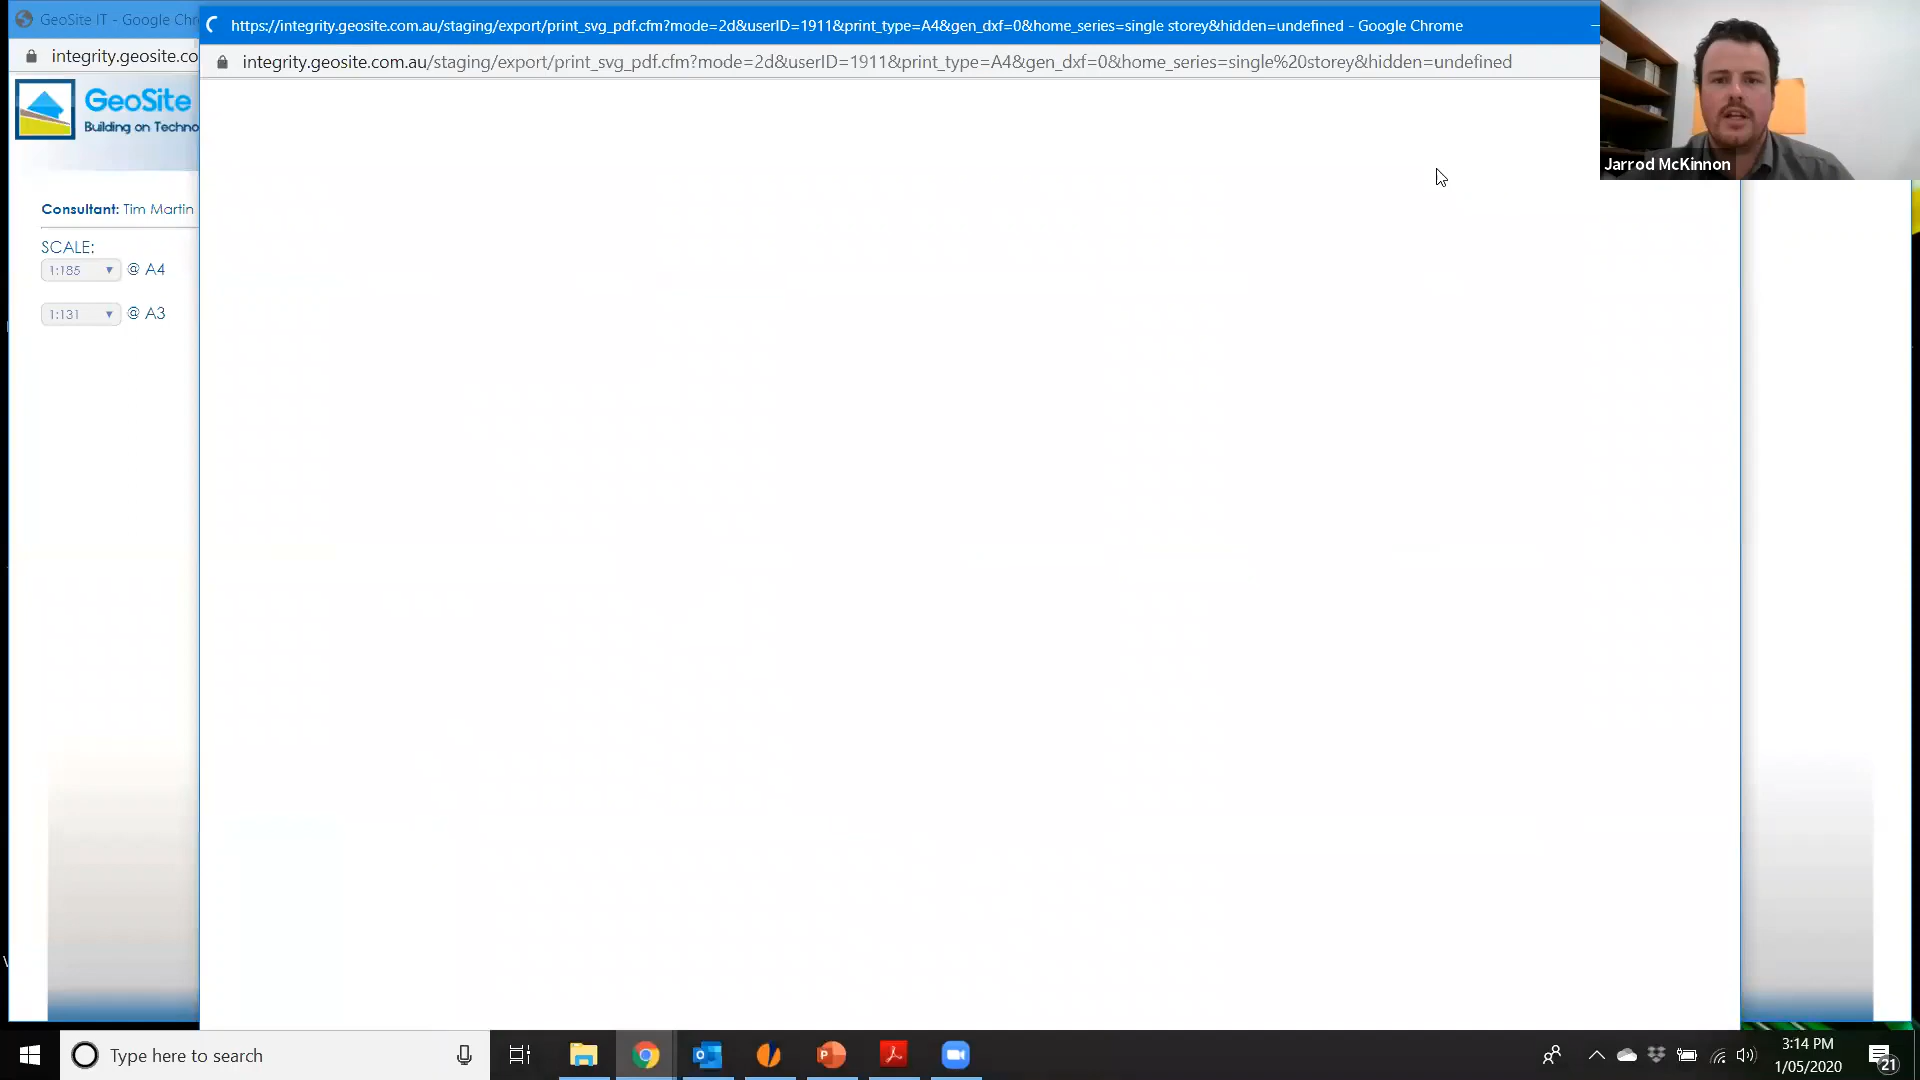 GeoSite IT - Google Chr
https://integrity.geosite.com.au/staging/export/print_svg_pdf.cfm?mode=2d&userID=1911&print_type=A4&gen_dxf=0&home_series=single storey&hidden=undefined - Google Chrome
integrity.geosite.co
integrity.geosite.com.au/staging/export/print_svg_pdf.cfm?mode=2d&userID=1911&print_type=A4&gen_dxf=0&home_series=single%20storey&hidden=undefined
GeoSite
Building on Techno
Jarrod McKinnon
Consultant: Tim Martin
SCALE:
1:185 @ A4
1:131 @ A3
Type here to search
3:14 PM
1/05/2020
21